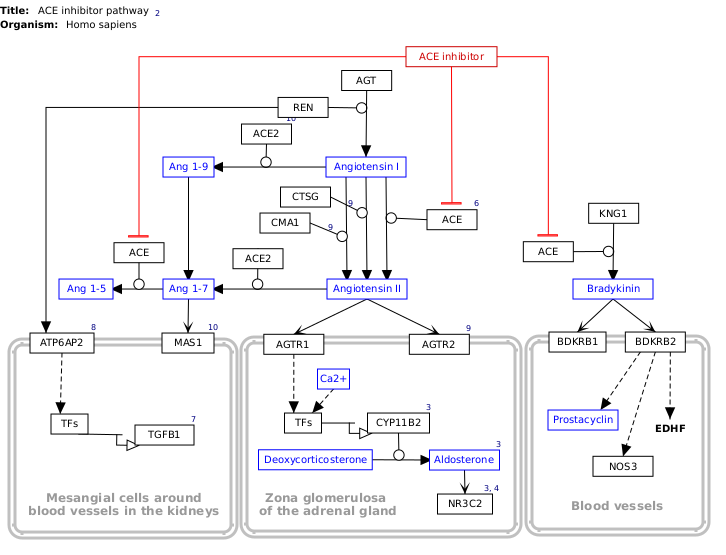 Title: ACE inhibitor pathway 2
Organism: Homo sapiens
ACE inhibitor
AGT
REN
10
ACE2
Ang 1-9
Angiotensin I
CTSG
9
6
CMA1
9
ACE
KNG1
ACE
ACE2
ACE
Ang 1-5
Ang 1-7
Angiotensin II
Bradykinin
8
10
9
ATP6AP2
MAS1
AGTR1
AGTR2
BDKRB1
BDKRB2
Ca2+
3
7
TFs
TFs
CYP11B2
Prostacyclin
EDHF
TGFB1
3
Deoxycorticosterone
Aldosterone
NOS3
3, 4
NR3C2
Mesangial cells around
blood vessels in the kidneys
Zona glomerulosa
of the adrenal gland
Blood vessels